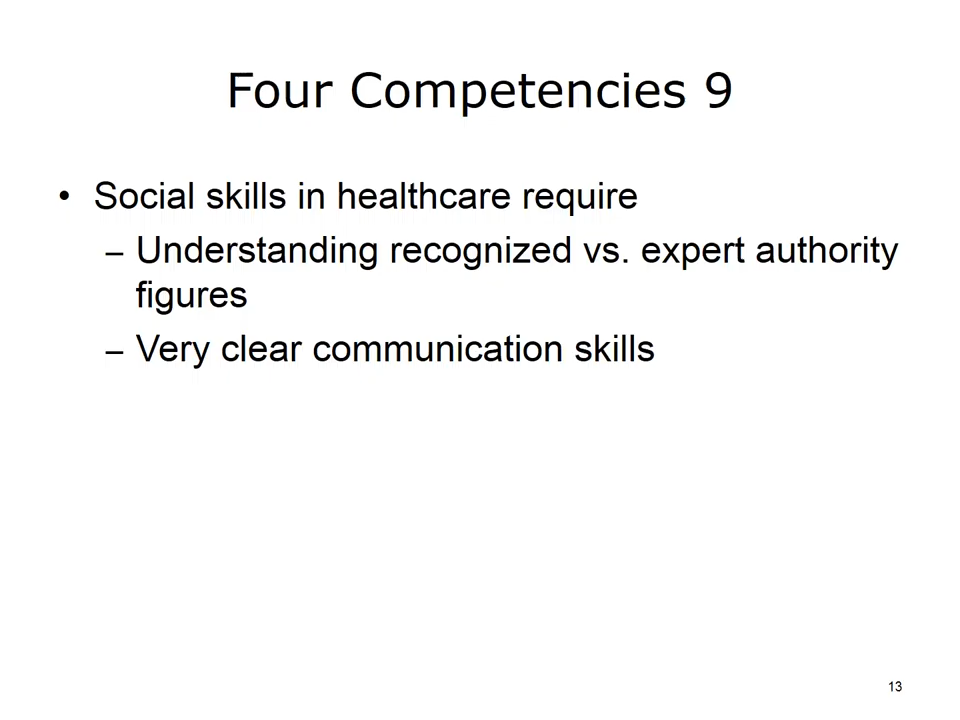 Four Competencies 9
• Social skills in healthcare require
– Understanding recognized vs. expert authority
figures
– Very clear communication skills
13